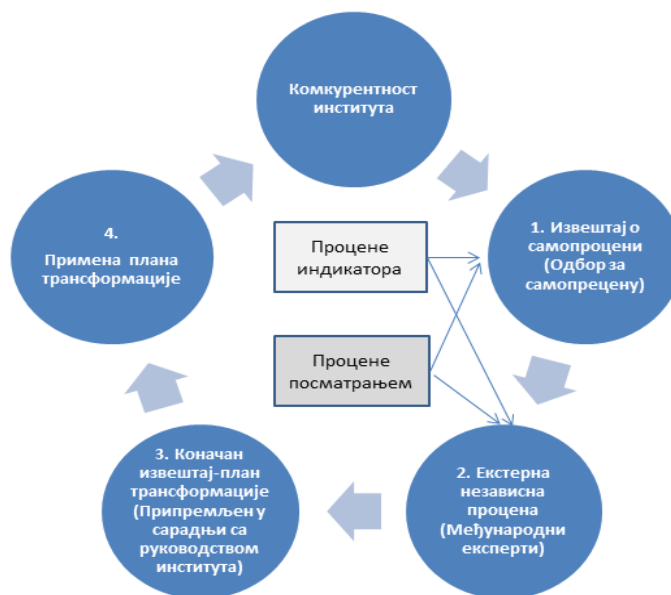 Комкурентност
института
1. Извештај о
самопроцени
(Одбор за
самопрецену)
2. Екстерна
независна
процена
(Међународни
експерти)
3. Коначан
извештај-план
трансформације
(Припремљен у
сарадњи са
руководством
института)
4.
Примена плана
трансформације
Процене
индикатора
Процене
посматрањем